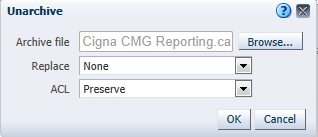 Unarchive
Archive file Cigna CMG Reporting.ca Browse...
Replace None
ACL Preserve
OK Cancel